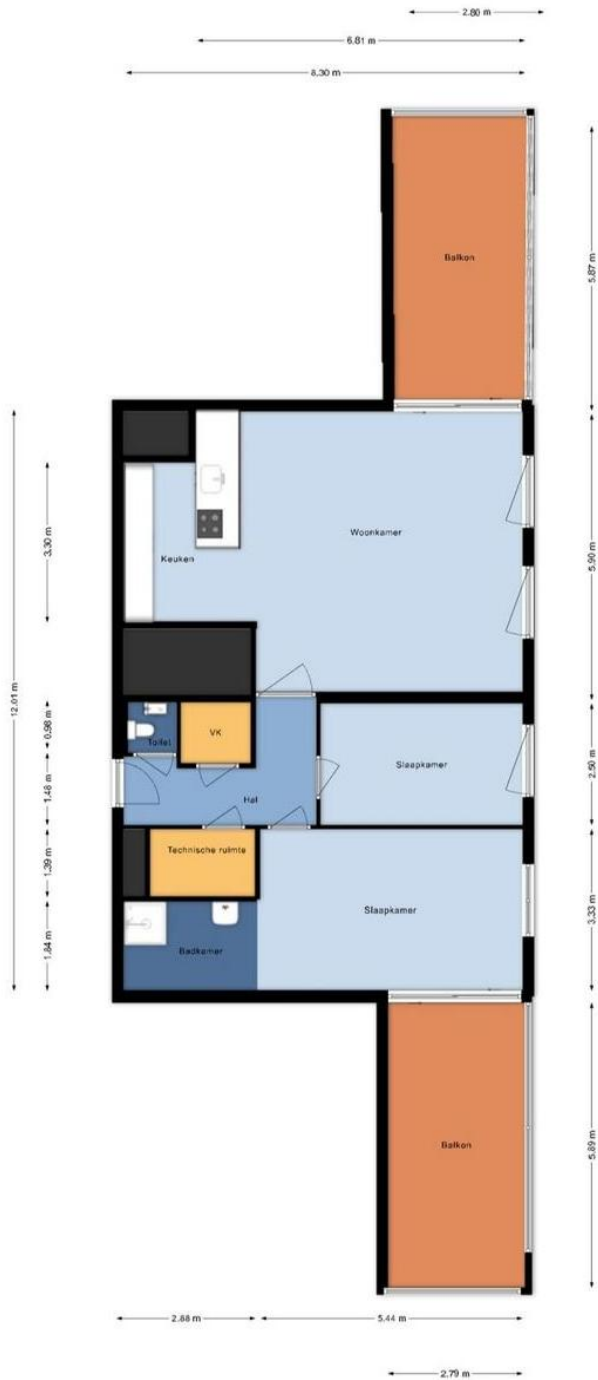 2.80 m
6.81 m
8.30 m
Balkon
5.87 m
Woonkamer
Keuken
3.30 m
5.90 m
12.01 m
0.98 m
Toilet
VK
Slaapkamer
2.50 m
1.48 m
Hal
Technische ruimte
1.39 m
Slaapkamer
3.33 m
Badkamer
1.84 m
Balkon
5.89 m
2.88 m
5.44 m
2.79 m